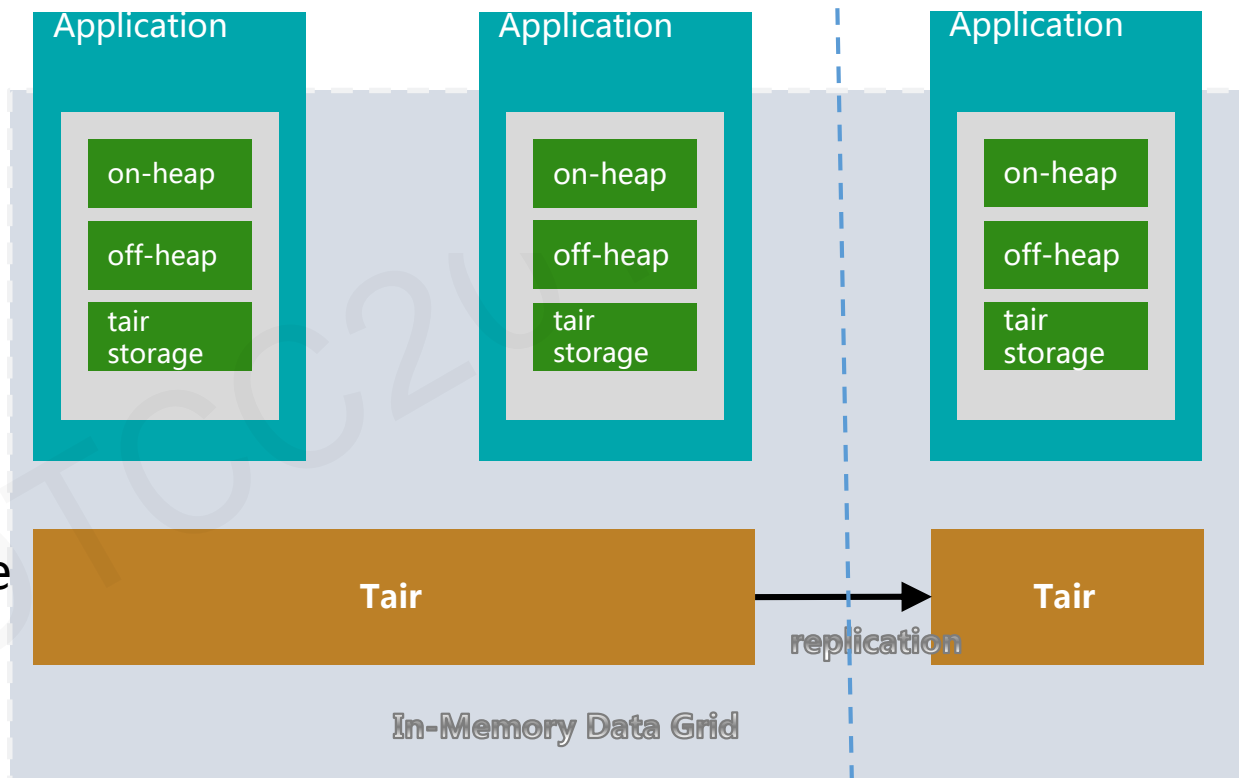 Application
Application
Application
on-heap
on-heap
on-heap
off-heap
off-heap
off-heap
tair
storage
tair
storage
tair
storage
e
Tair
Tair
replication
In-Memory Data Grid